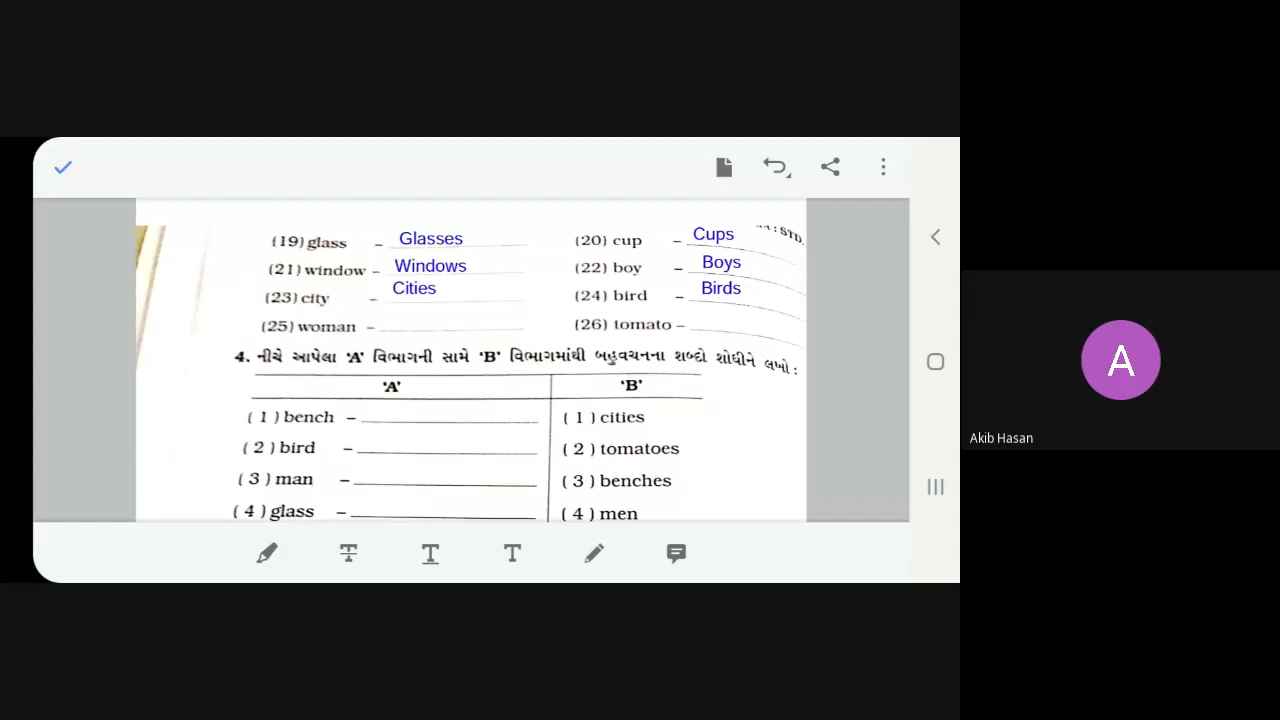 (19) glass – Glasses (20) cup – Cups
(21) window – Windows (22) boy – Boys
(23) city – Cities (24) bird – Birds
(25) woman – (26) tomato –
: STD.
4. નીચે આપેલા 'A' વિભાગની સામે 'B' વિભાગમાંથી બહુવચનના શબ્દો શોધીને લખો :
'A' 'B'
( 1 ) bench – ( 1 ) cities
( 2 ) bird – ( 2 ) tomatoes
( 3 ) man – ( 3 ) benches
( 4 ) glass – ( 4 ) men
A
Akib Hasan